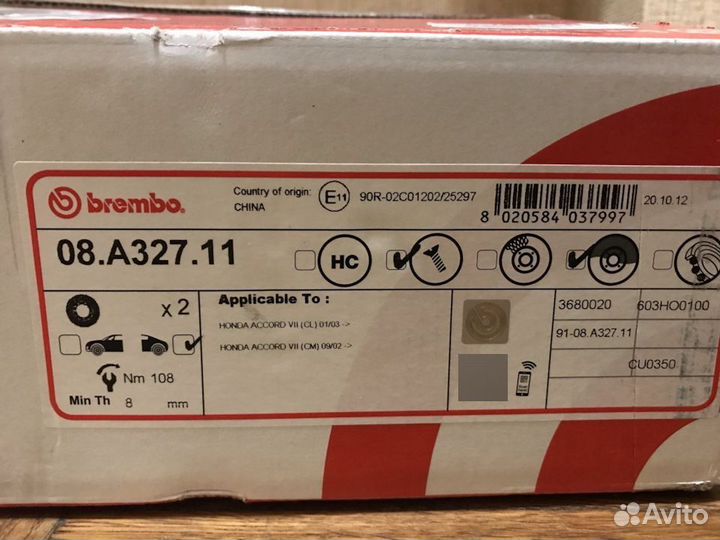 brembo.
Country of origin:
CHINA
E11
90R-02C01202/25297
8 020584 037997
20.10.12
08.A327.11
HC
x 2
Applicable To :
HONDA ACCORD VII (CL) 01/03 ->
HONDA ACCORD VII (CM) 09/02 ->
Nm 108
Min Th 8 mm
3680020 603HO0100
91-08.A327.11
CU0350
Avito